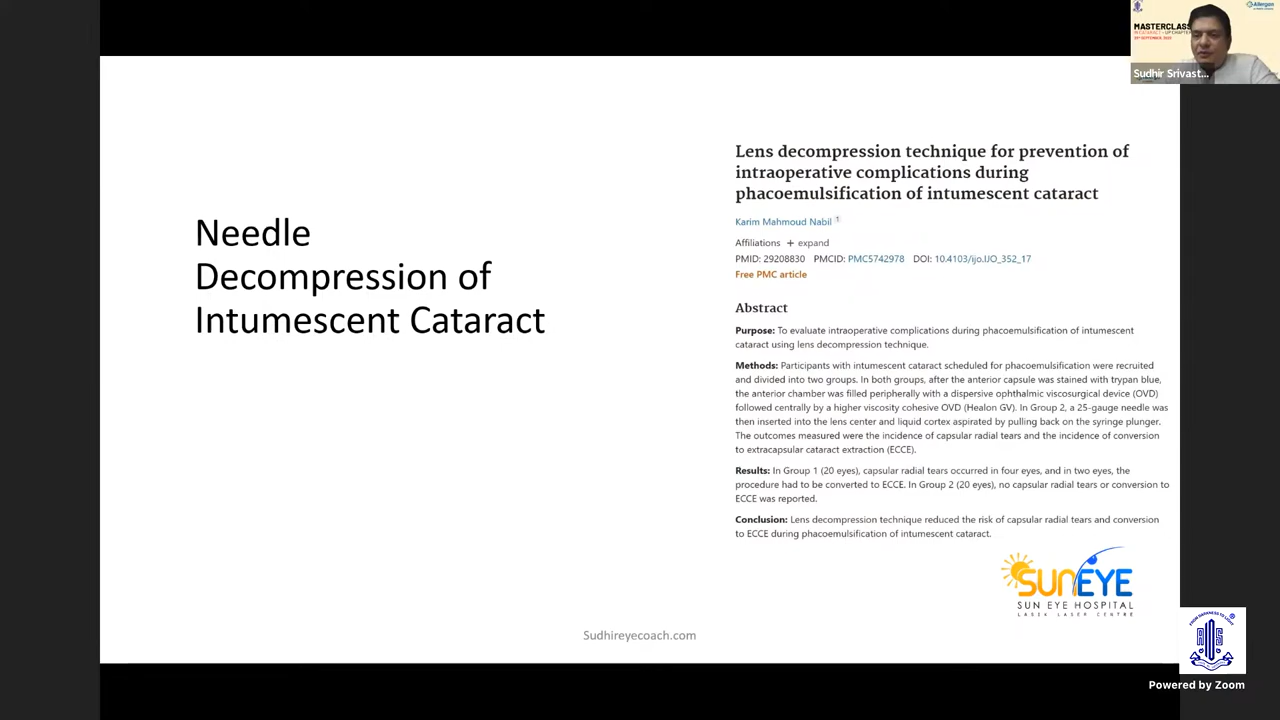 Needle
Decompression of
Intumescent Cataract
Lens decompression technique for prevention of
intraoperative complications during
phacoemulsification of intumescent cataract
Karim Mahmoud Nabil 1
Affiliations + expand
PMID: 29208830 PMCID: PMC5742978 DOI: 10.4103/ijo.IJO_352_17
Free PMC article
Abstract
Purpose: To evaluate intraoperative complications during phacoemulsification of intumescent
cataract using lens decompression technique.
Methods: Participants with intumescent cataract scheduled for phacoemulsification were recruited
and divided into two groups. In both groups, after the anterior capsule was stained with trypan blue,
the anterior chamber was filled peripherally with a dispersive ophthalmic viscosurgical device (OVD)
followed centrally by a higher viscosity cohesive OVD (Healon GV). In Group 2, a 25-gauge needle was
then inserted into the lens center and liquid cortex aspirated by pulling back on the syringe plunger.
The outcomes measured were the incidence of capsular radial tears and the incidence of conversion
to extracapsular cataract extraction (ECCE).
Results: In Group 1 (20 eyes), capsular radial tears occurred in four eyes, and in two eyes, the
procedure had to be converted to ECCE. In Group 2 (20 eyes), no capsular radial tears or conversion to
ECCE was reported.
Conclusion: Lens decompression technique reduced the risk of capsular radial tears and conversion
to ECCE during phacoemulsification of intumescent cataract.
SUNEYE
SUN EYE HOSPITAL
LASIK LASER CENTRE
Sudhireyecoach.com
Allergan
MASTERCLASS
Sudhir Srivast...
Powered by Zoom